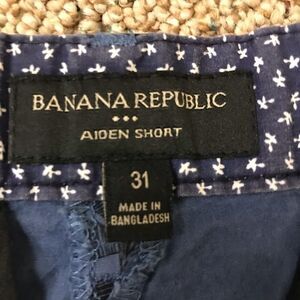 BANANA REPUBLIC
AIDEN SHORT
31
MADE IN
BANGLADESH